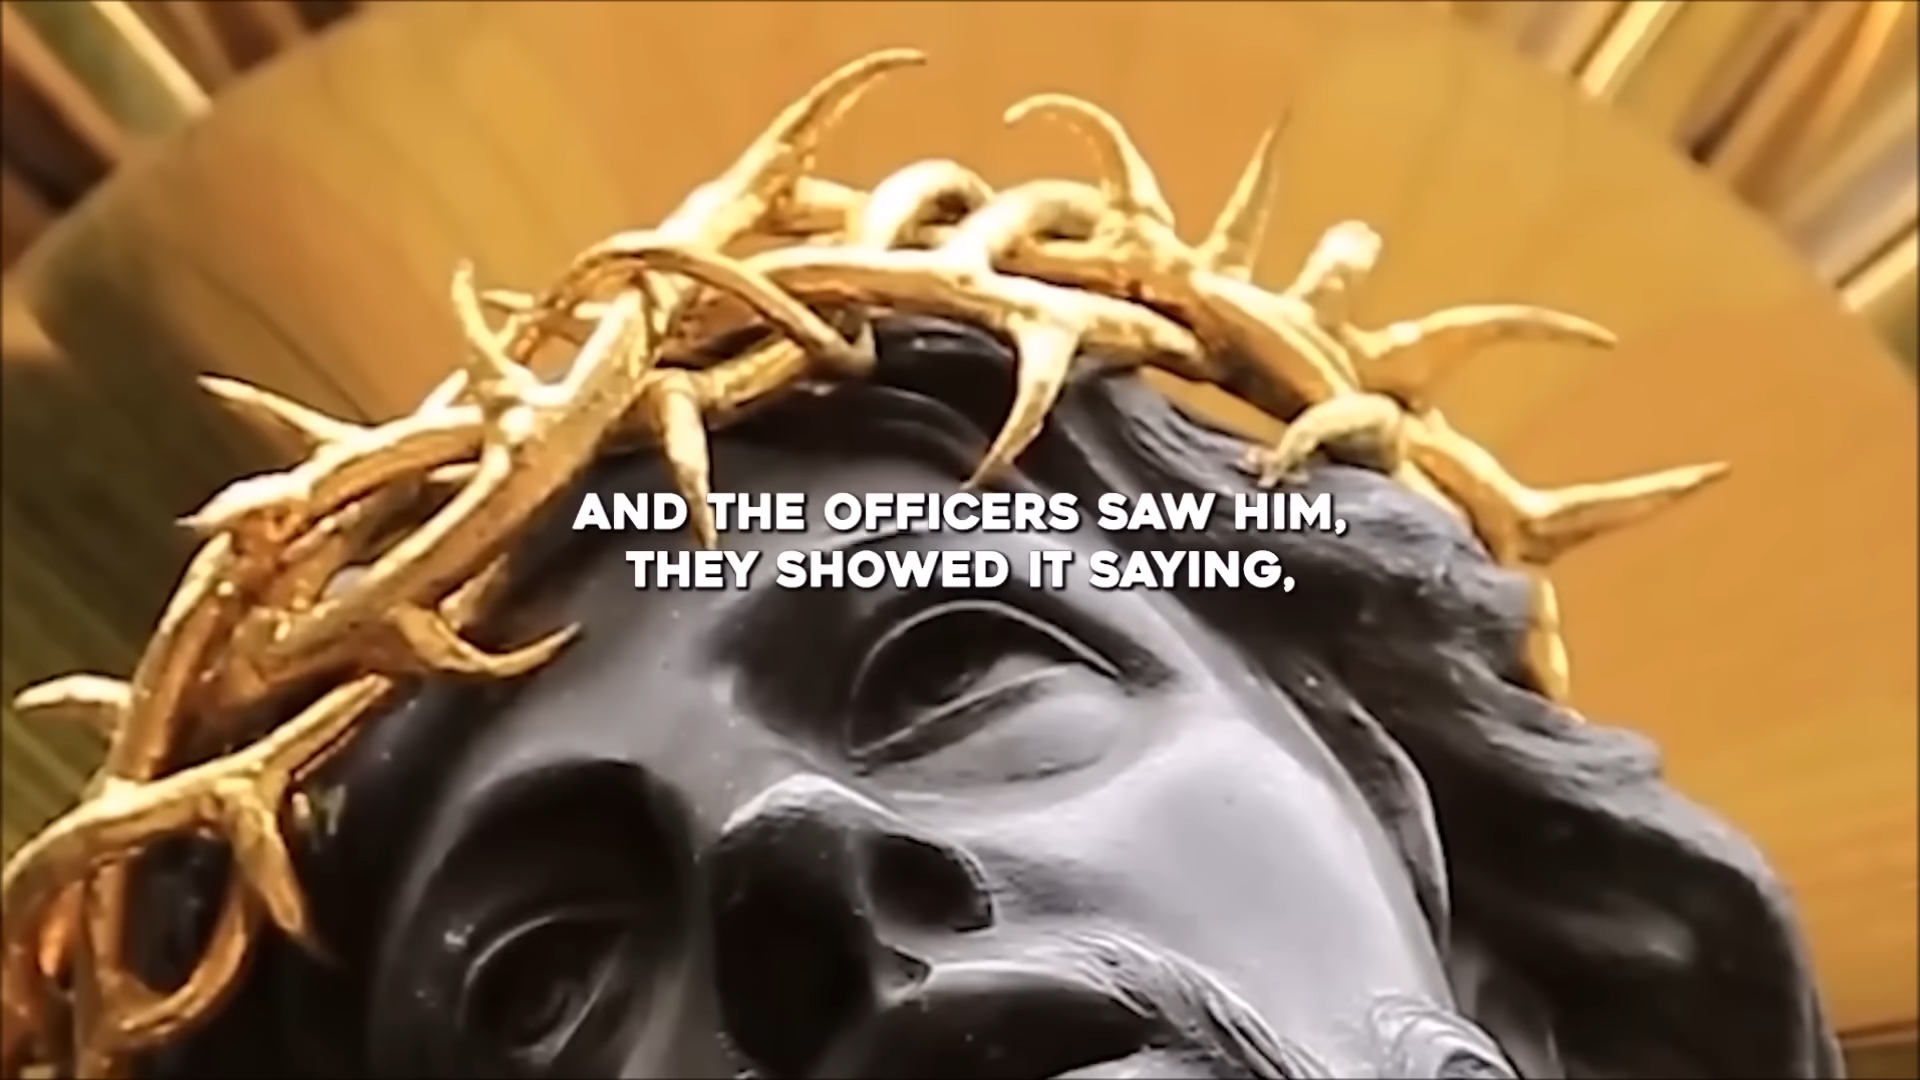 AND THE OFFICERS SAW HIM,
THEY SHOWED IT SAYING,